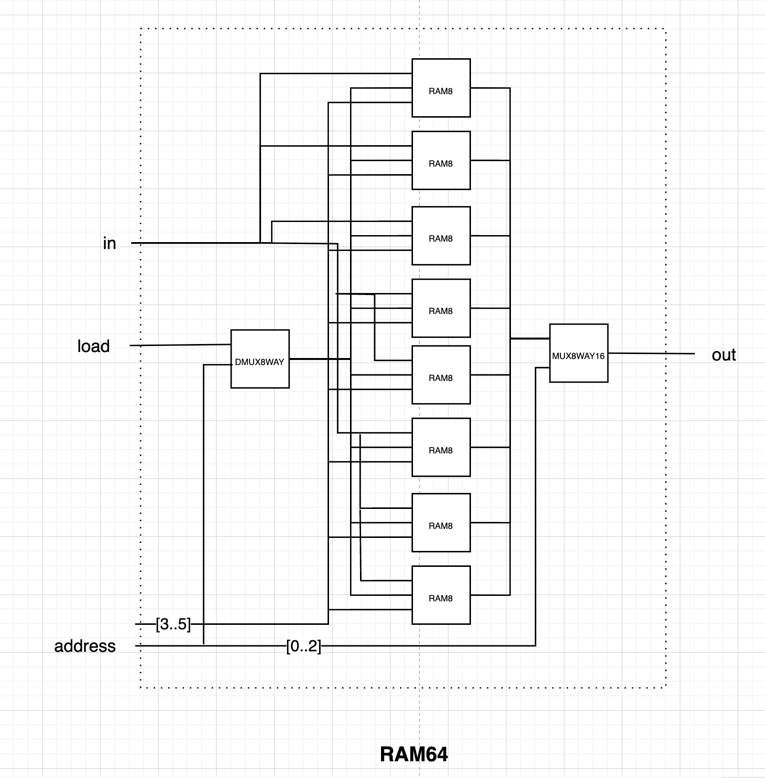 RAM8
RAM8
RAM8
in
RAM8
load
DMUX8WAY
MUX8WAY16
out
RAM8
RAM8
RAM8
RAM8
[3..5]
address
[0..2]
RAM64